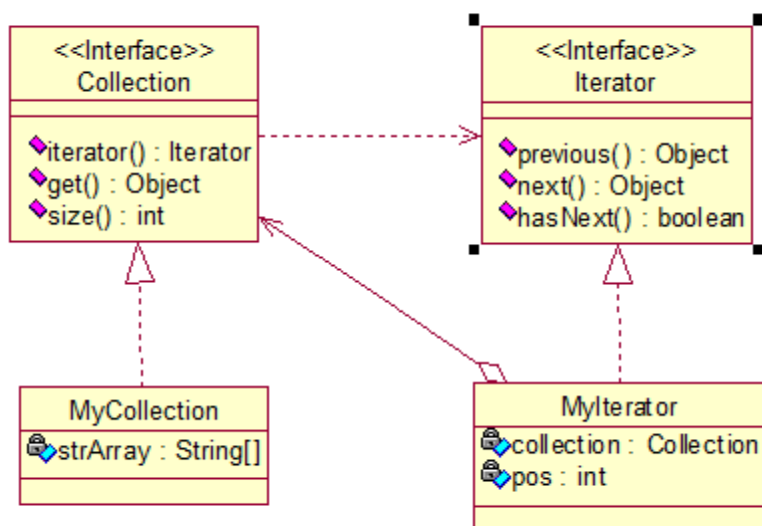 <<Interface>>
Collection
iterator() : Iterator
get() : Object
size() : int
<<Interface>>
Iterator
previous() : Object
next() : Object
hasNext() : boolean
MyCollection
strArray : String[]
MyIterator
collection : Collection
pos : int